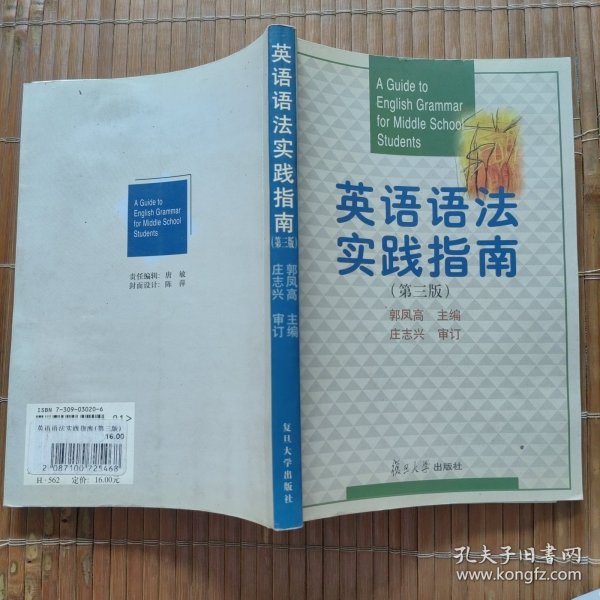 A Guide to
English Grammar
for Middle School
Students
责任编辑：唐 敏
封面设计：陈 萍
ISBN 7-309-03020-6
01>
英语语法实践指南(第三版)
16.00
2087100725468
H·562 定价：16.00元
英语语法实践指南
(第三版)
郭凤高 主编
庄志兴 审订
复旦大学出版社
A Guide to
English Grammar
for Middle School
Students
英语语法
实践指南
(第三版)
郭凤高 主编
庄志兴 审订
复旦大学出版社
孔夫子旧书网
www.kongfz.com